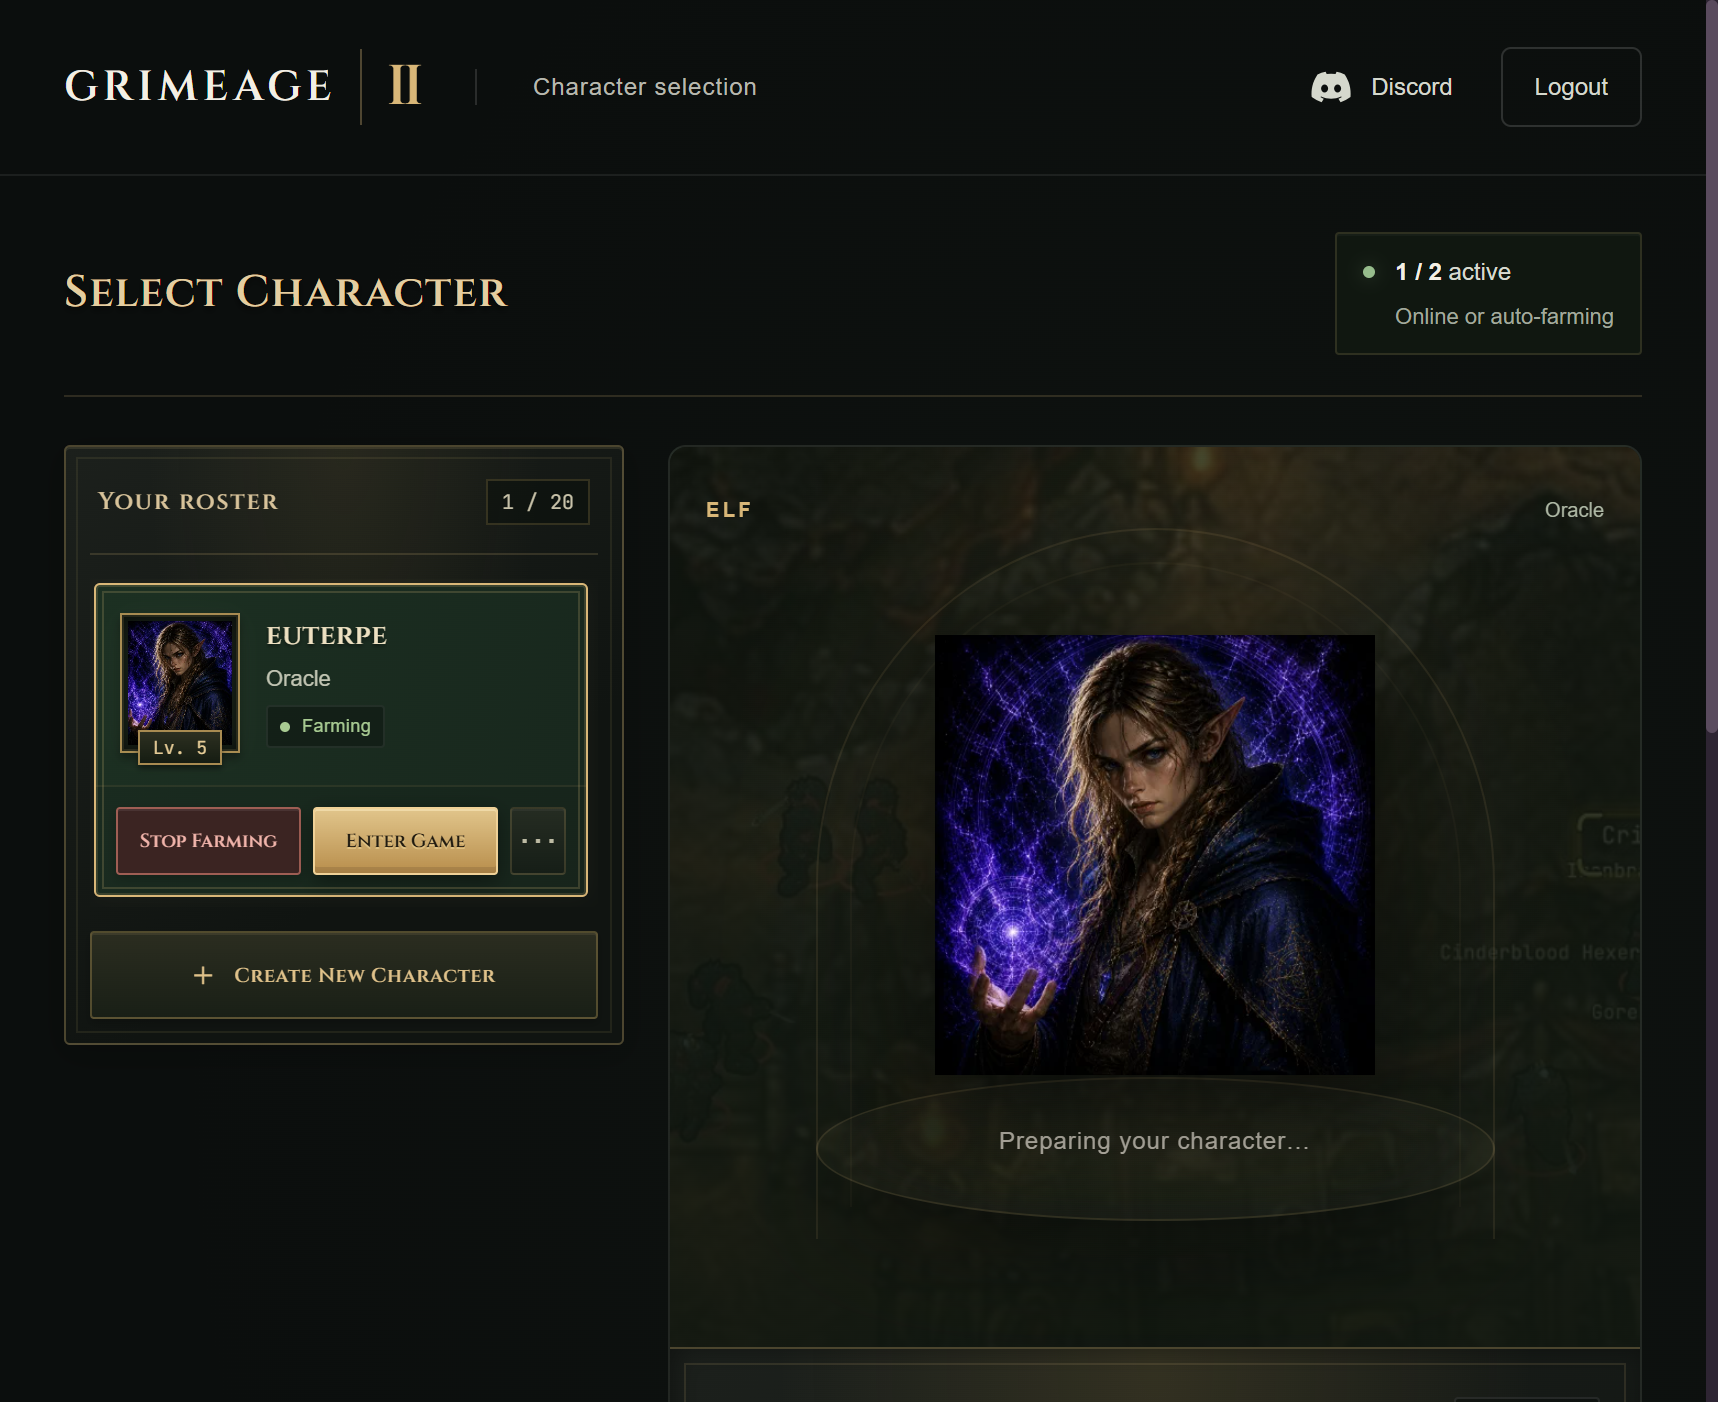 GRIMEAGE II
Character selection
Discord
Logout
SELECT CHARACTER
1 / 2 active
Online or auto-farming
YOUR ROSTER
1 / 20
EUTERPE
Oracle
Farming
Lv. 5
STOP FARMING
ENTER GAME
...
+ CREATE NEW CHARACTER
ELF
Oracle
Cinderblood Hexer
Preparing your character...